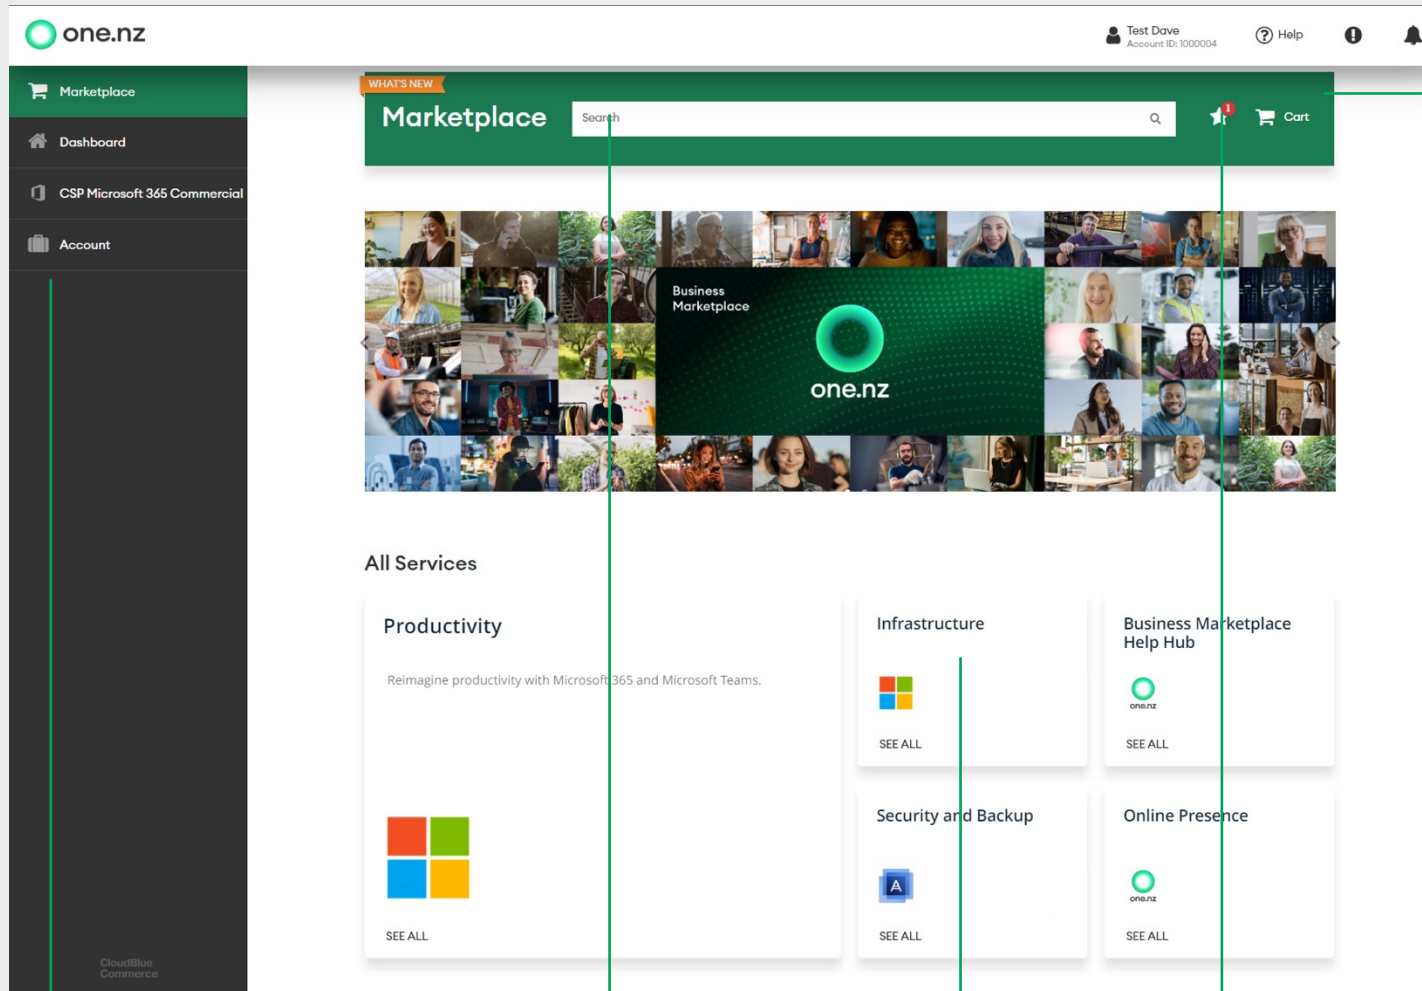 one.nz
Test Dave
Account ID: 1000004
Help
Marketplace
Dashboard
CSP Microsoft 365 Commercial
Account
CloudBlue
Commerce
WHAT'S NEW
Marketplace
Search
1
Cart
Business
Marketplace
one.nz
All Services
Productivity
Reimagine productivity with Microsoft 365 and Microsoft Teams.
SEE ALL
Infrastructure
SEE ALL
Business Marketplace
Help Hub
one.nz
SEE ALL
Security and Backup
A
SEE ALL
Online Presence
one.nz
SEE ALL